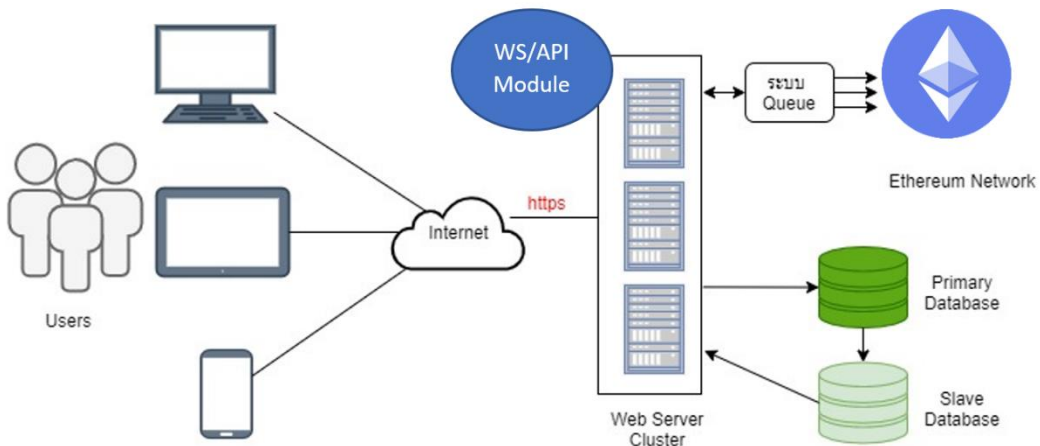 WS/API
Module
ระบบ
Queue
Ethereum Network
https
Internet
Users
Primary
Database
Slave
Database
Web Server
Cluster